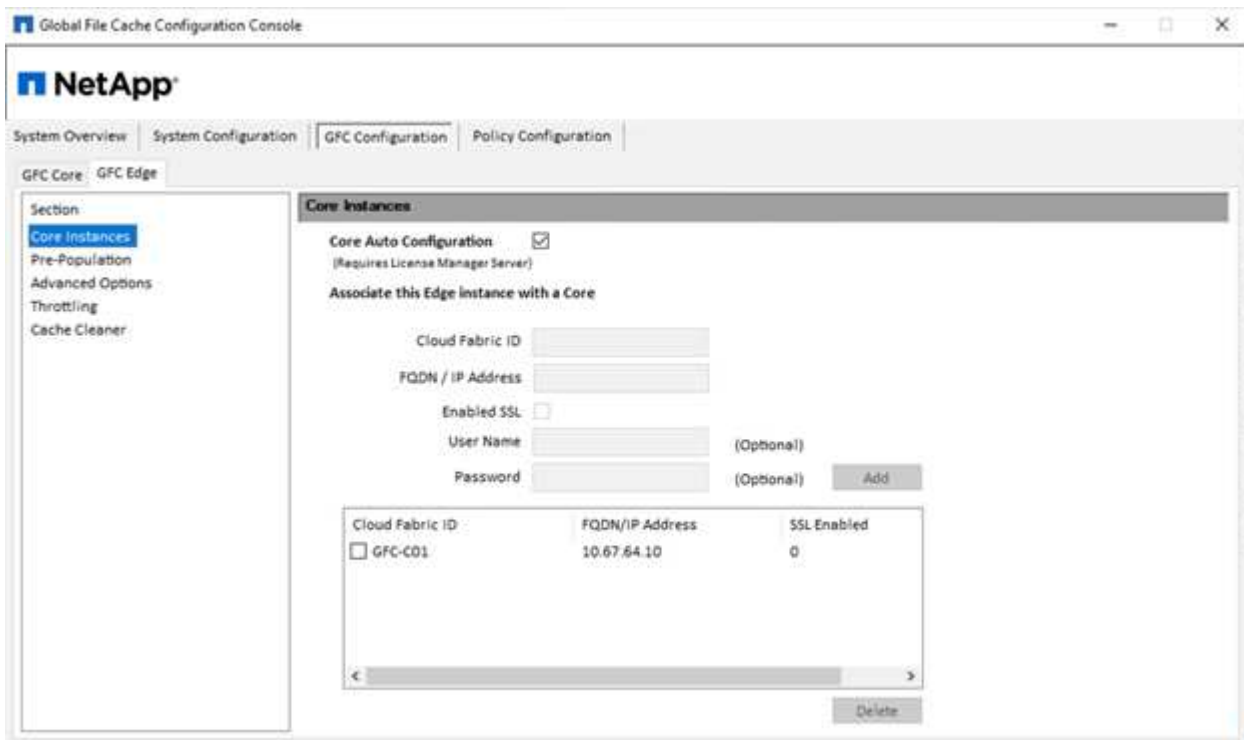 Global File Cache Configuration Console
NetApp
System Overview System Configuration GFC Configuration Policy Configuration
GFC Core GFC Edge
Section
Core Instances
Pre-Population
Advanced Options
Throttling
Cache Cleaner
Core Instances
Core Auto Configuration
(Requires License Manager Server)
Associate this Edge instance with a Core
Cloud Fabric ID
FQDN / IP Address
Enabled SSL
User Name (Optional)
Password (Optional) Add
Cloud Fabric ID FQDN/IP Address SSL Enabled
GFC-C01 10.67.64.10 0
Delete